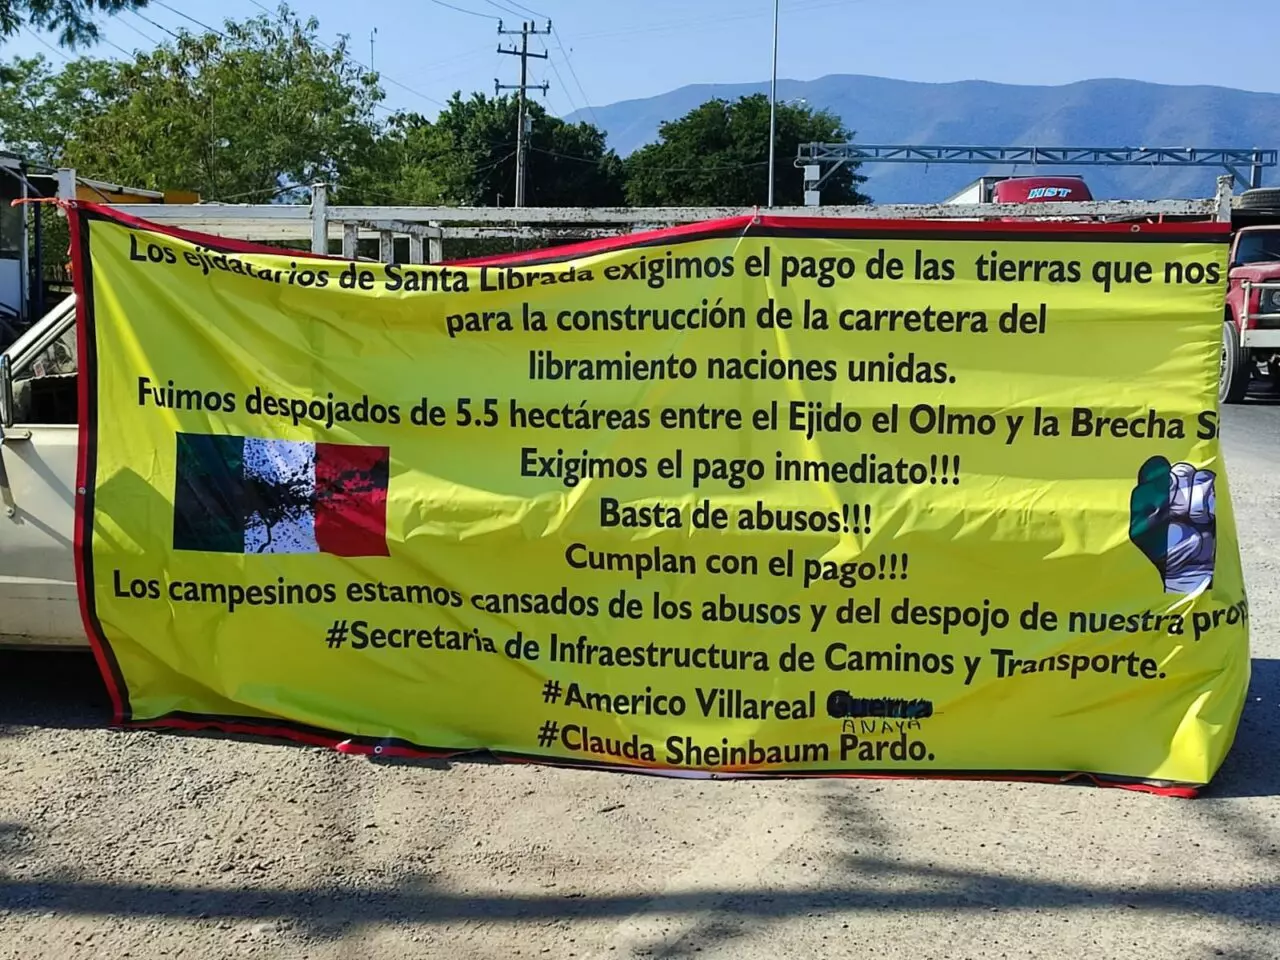 HST
Los ejidatarios de Santa Librada exigimos el pago de las tierras que nos
para la construcción de la carretera del
libramiento naciones unidas.
Fuimos despojados de 5.5 hectáreas entre el Ejido el Olmo y la Brecha
Exigimos el pago inmediato!!!
Basta de abusos!!!
Cumplan con el pago!!!
Los campesinos estamos cansados de los abusos y del despojo de nuestra
#Secretaria de Infraestructura de Caminos y Transporte.
#Americo Villareal Guerra
ANAYA
#Clauda Sheinbaum Pardo.